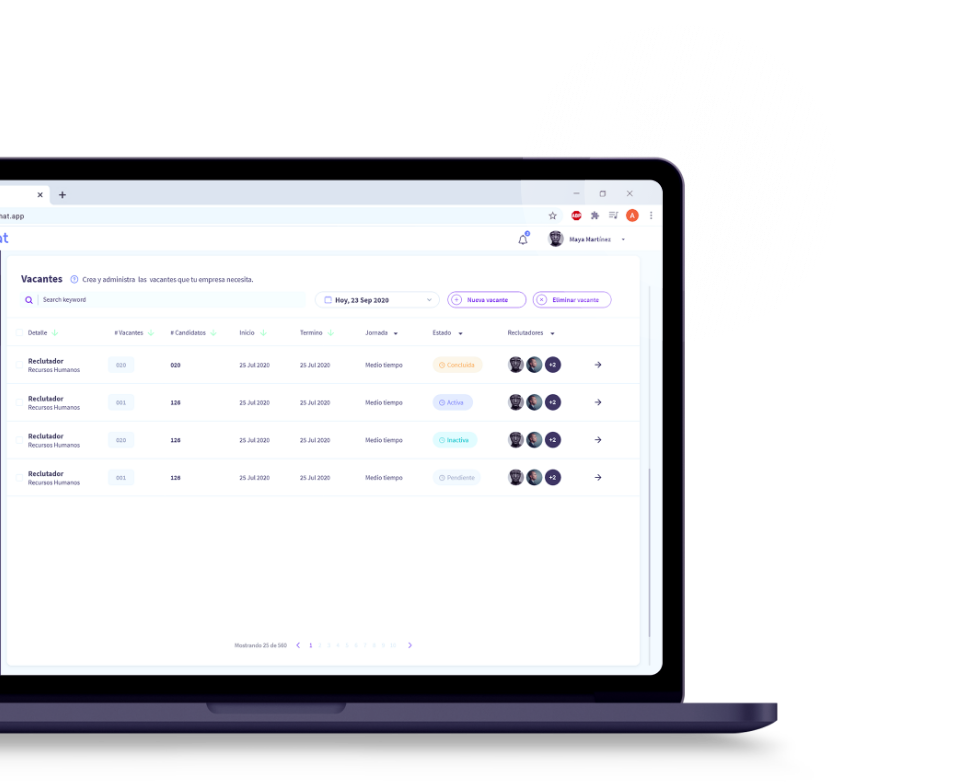 nat.app
at
Maya Martínez
Vacantes Crea y administra las vacantes que tu empresa necesita.
Search keyword Hoy, 23 Sep 2020 Nueva vacante Eliminar vacante
Detalle # Vacantes # Candidatos Inicio Termino Jornada Estado Reclutadores
Reclutador
Recursos Humanos 020 020 25 Jul 2020 25 Jul 2020 Medio tiempo Concluida +2
Reclutador
Recursos Humanos 001 128 25 Jul 2020 25 Jul 2020 Medio tiempo Activa +2
Reclutador
Recursos Humanos 020 128 25 Jul 2020 25 Jul 2020 Medio tiempo Inactiva +2
Reclutador
Recursos Humanos 001 128 25 Jul 2020 25 Jul 2020 Medio tiempo Pendiente +2
Mostrando 25 de 500 1 2 3 4 5 6 7 8 9 10